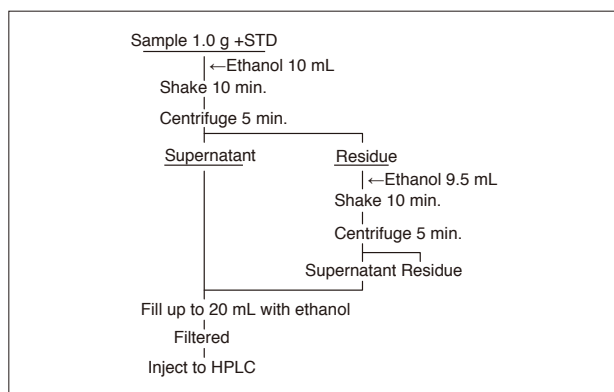 Sample 1.0 g +STD
←Ethanol 10 mL
Shake 10 min.
Centrifuge 5 min.
Supernatant Residue
←Ethanol 9.5 mL
Shake 10 min.
Centrifuge 5 min.
Supernatant Residue
Fill up to 20 mL with ethanol
Filtered
Inject to HPLC